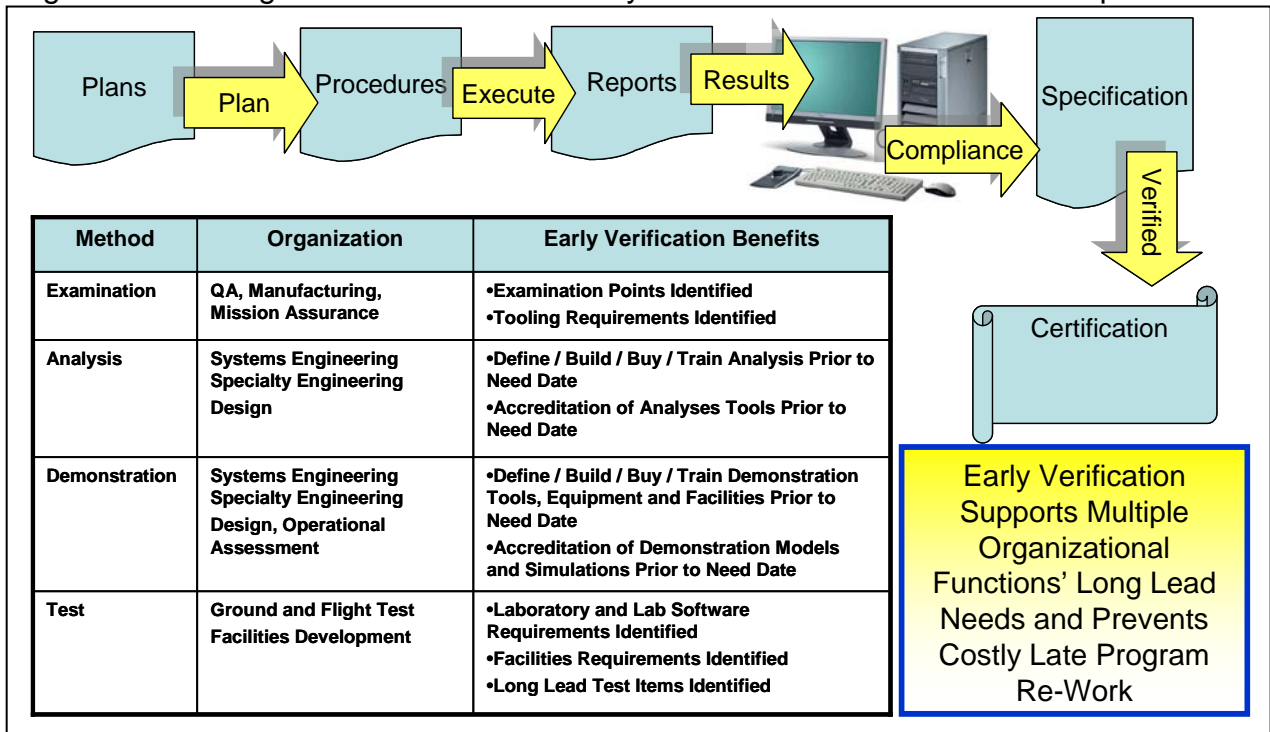 Plans
Plan
Procedures
Execute
Reports
Results
Compliance
Specification
Verified
Certification
Method Organization Early Verification Benefits
Examination QA, Manufacturing, •Examination Points Identified
Mission Assurance •Tooling Requirements Identified
Analysis Systems Engineering •Define / Build / Buy / Train Analysis Prior to
Specialty Engineering Need Date
Design •Accreditation of Analyses Tools Prior to
Need Date
Demonstration Systems Engineering •Define / Build / Buy / Train Demonstration
Specialty Engineering Tools, Equipment and Facilities Prior to
Design, Operational Need Date
Assessment •Accreditation of Demonstration Models
and Simulations Prior to Need Date
Test Ground and Flight Test •Laboratory and Lab Software
Facilities Development Requirements Identified
•Facilities Requirements Identified
•Long Lead Test Items Identified
Early Verification
Supports Multiple
Organizational
Functions’ Long Lead
Needs and Prevents
Costly Late Program
Re-Work